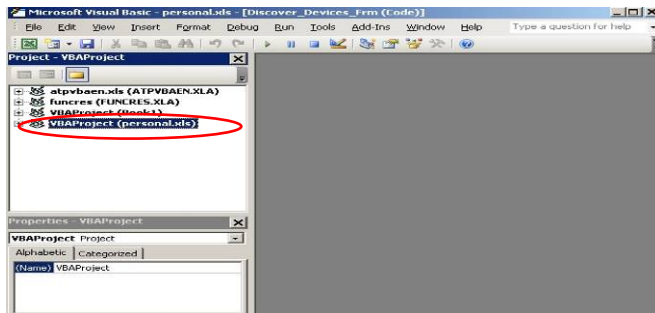 Microsoft Visual Basic - personal.xls - [Discover_Devices_Frm (Code)]
File Edit View Insert Format Debug Run Tools Add-Ins Window Help Type a question for help
Project - VBAProject
atpvbaen.xls (ATPVBAEN.XLA)
funcres (FUNCRES.XLA)
VBAProject (Book1)
VBAProject (personal.xls)
Properties - VBAProject
VBAProject Project
Alphabetic Categorized
(Name) VBAProject